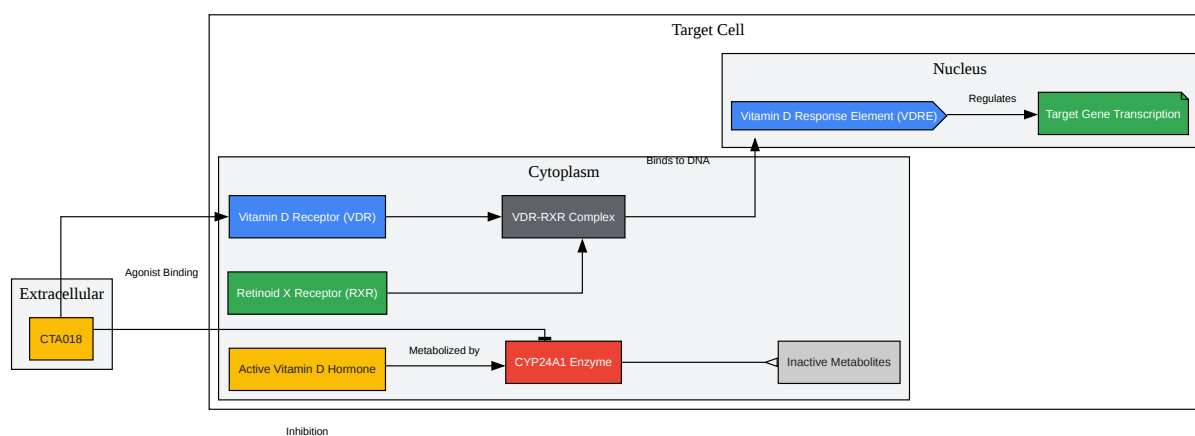 Target Cell
Nucleus
Vitamin D Response Element (VDRE)
Regulates
Target Gene Transcription
Binds to DNA
Cytoplasm
Vitamin D Receptor (VDR)
VDR-RXR Complex
Agonist Binding
Retinoid X Receptor (RXR)
Extracellular
CTA018
Metabolized by
Active Vitamin D Hormone
CYP24A1 Enzyme
Inactive Metabolites
Inhibition